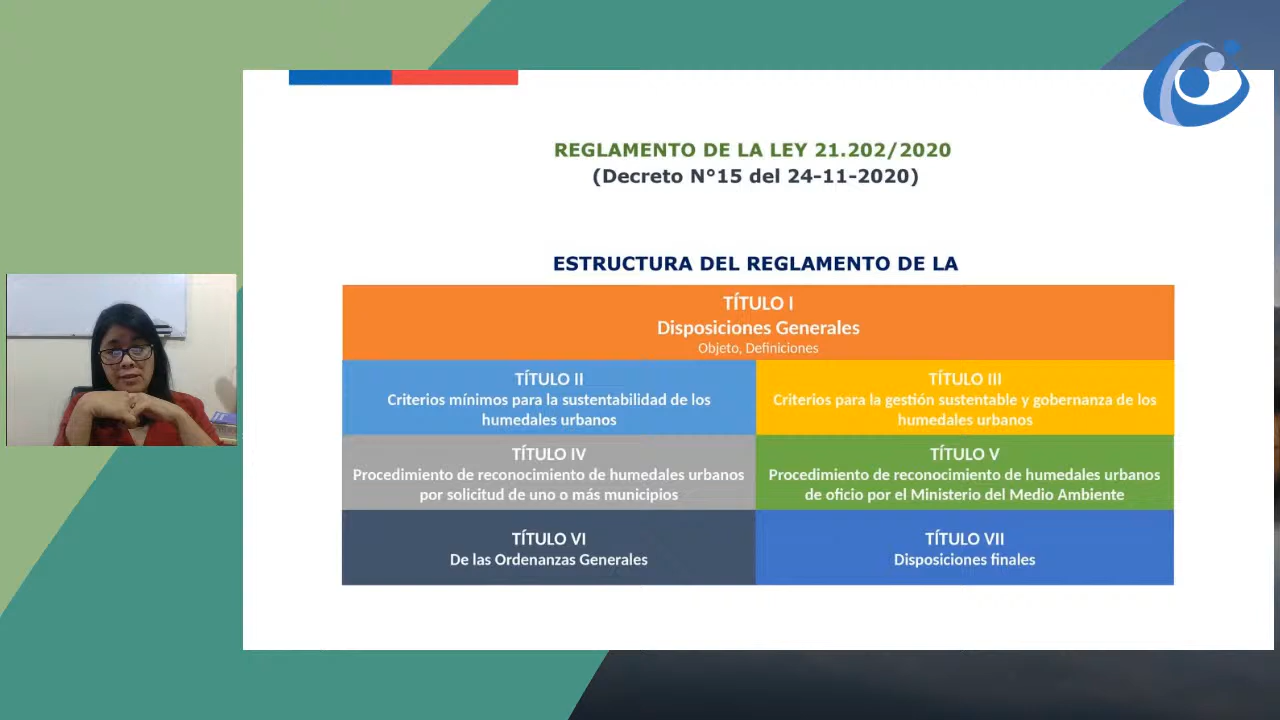 REGLAMENTO DE LA LEY 21.202/2020
(Decreto N°15 del 24-11-2020)
ESTRUCTURA DEL REGLAMENTO DE LA
TÍTULO I
Disposiciones Generales
Objeto, Definiciones
TÍTULO II
Criterios mínimos para la sustentabilidad de los
humedales urbanos
TÍTULO III
Criterios para la gestión sustentable y gobernanza de los
humedales urbanos
TÍTULO IV
Procedimiento de reconocimiento de humedales urbanos
por solicitud de uno o más municipios
TÍTULO V
Procedimiento de reconocimiento de humedales urbanos
de oficio por el Ministerio del Medio Ambiente
TÍTULO VI
De las Ordenanzas Generales
TÍTULO VII
Disposiciones finales